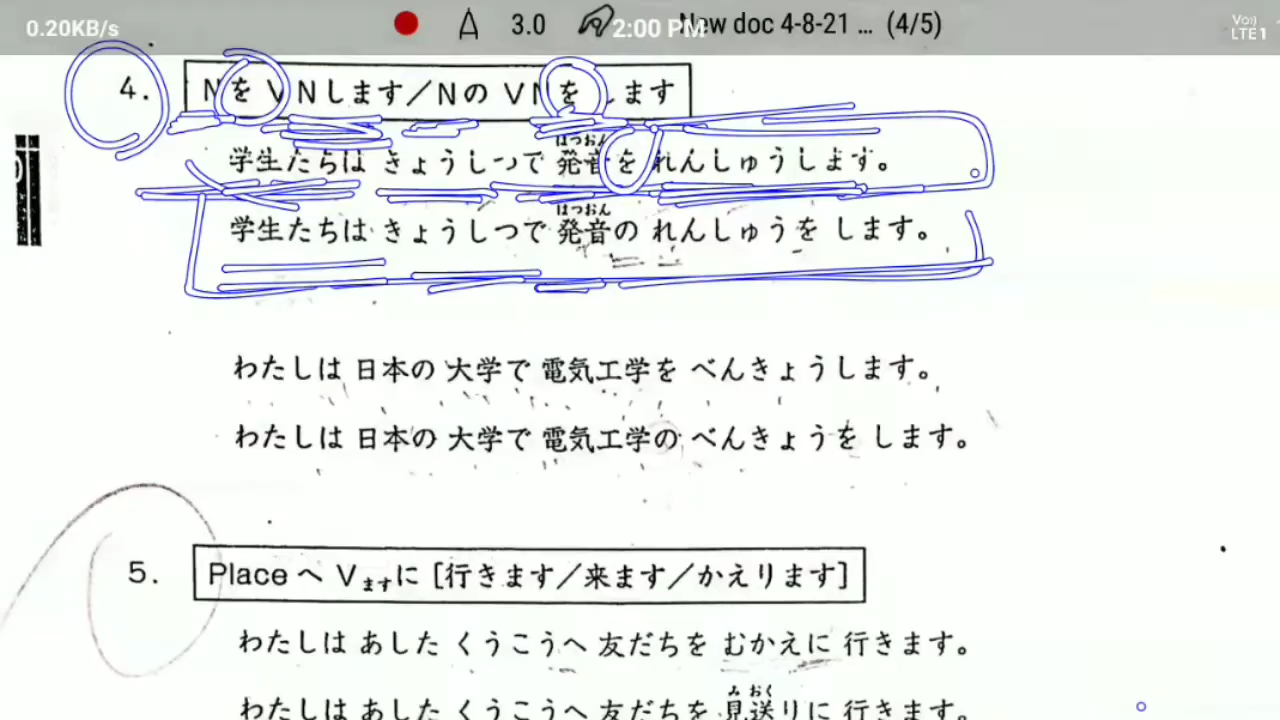 0.20KB/s 3.0 2:00 PM New doc 4-8-21 ... (4/5) Vo)) LTE 1
4. Nを VNします／Nの VNを します
はつおん
学生たちは きょうしつで 発音を れんしゅうします。
はつおん
学生たちは きょうしつで 発音の れんしゅうを します。
わたしは 日本の 大学で 電気工学を べんきょうします。
わたしは 日本の 大学で 電気工学の べんきょうを します。
5. Placeへ Vますに [行きます／来ます／かえります]
わたしは あした くうこうへ 友だちを むかえに 行きます。
み おく
わたしは あした くうこうへ 友だちを 見送りに 行きます。